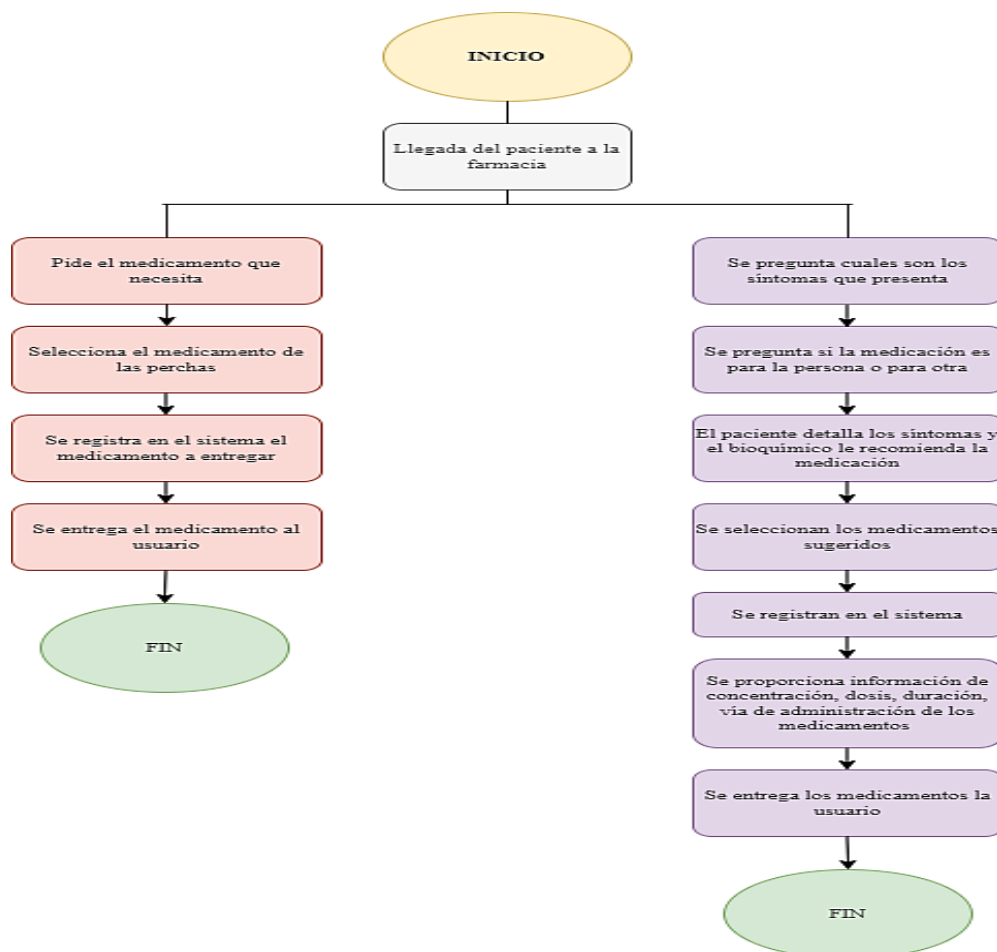 INICIO
Llegada del paciente a la
farmacia
Pide el medicamento que
necesita
Selecciona el medicamento de
las perchas
Se registra en el sistema el
medicamento a entregar
Se entrega el medicamento al
usuario
FIN
Se pregunta cuales son los
síntomas que presenta
Se pregunta si la medicación es
para la persona o para otra
El paciente detalla los síntomas y
el bioquímico le recomienda la
medicación
Se seleccionan los medicamentos
sugeridos
Se registran en el sistema
Se proporciona información de
concentración, dosis, duración,
vía de administración de los
medicamentos
Se entrega los medicamentos la
usuario
FIN